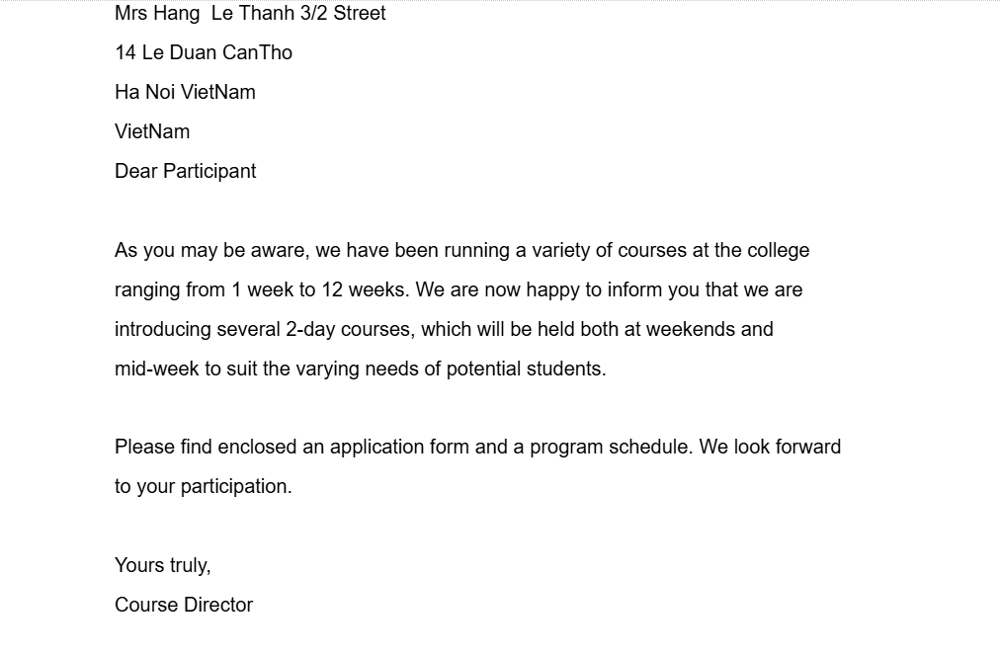 Mrs Hang  Le Thanh 3/2 Street
14 Le Duan CanTho
Ha Noi VietNam
VietNam
Dear Participant
As you may be aware, we have been running a variety of courses at the college
ranging from 1 week to 12 weeks. We are now happy to inform you that we are
introducing several 2-day courses, which will be held both at weekends and
mid-week to suit the varying needs of potential students.
Please find enclosed an application form and a program schedule. We look forward
to your participation.
Yours truly,
Course Director